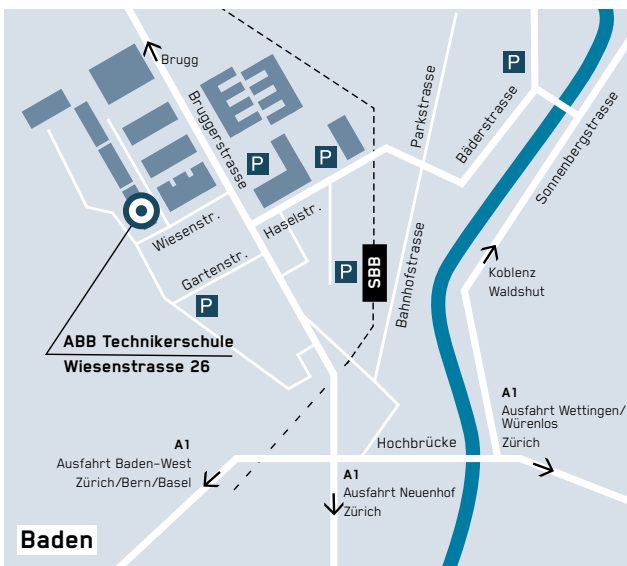 Brugg
P
Parkstrasse
Bäderstrasse
Sonnenbergstrasse
Bruggerstrasse
P
P
Haselstr.
Wiesenstr.
Gartenstr.
P
SBB
Bahnhofstrasse
Koblenz
Waldshut
P
ABB Technikerschule
Wiesenstrasse 26
A1
Ausfahrt Wettingen/
Würenlos
Zürich
Hochbrücke
A1
Ausfahrt Baden-West
Zürich/Bern/Basel
A1
Ausfahrt Neuenhof
Zürich
Baden